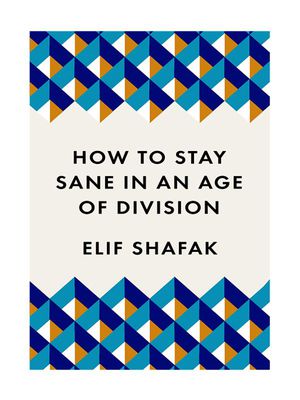 HOW TO STAY
SANE IN AN AGE
OF DIVISION
ELIF SHAFAK